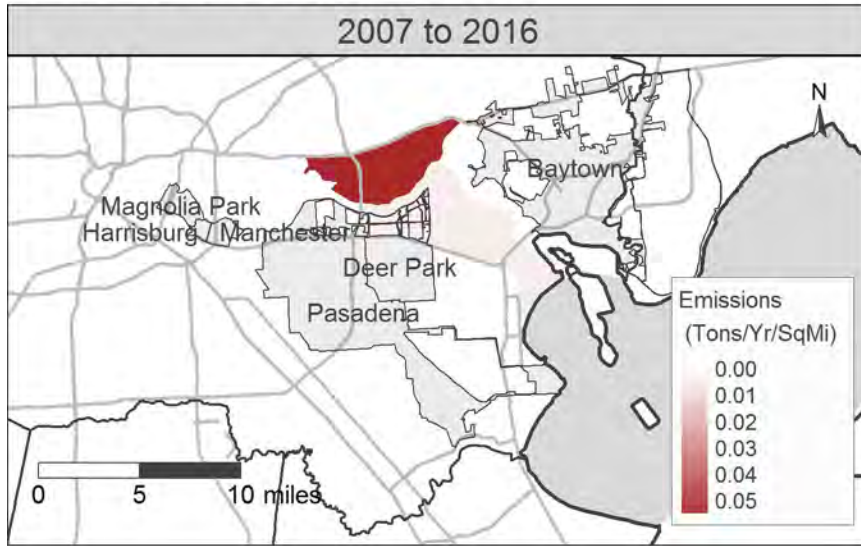 2007 to 2016
N
Baytown
Magnolia Park
Harrisburg / Manchester
Deer Park
Pasadena
Emissions
(Tons/Yr/SqMi)
0.00
0.01
0.02
0.03
0.04
0.05
0 5 10 miles